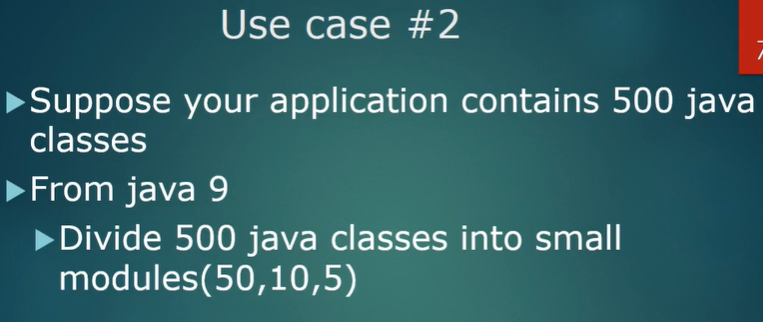 Use case #2
7
Suppose your application contains 500 java
classes
From java 9
Divide 500 java classes into small
modules(50,10,5)